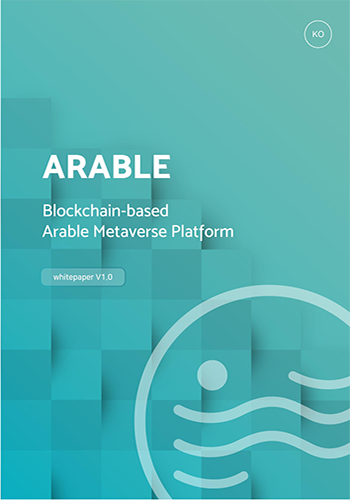 KO
ARABLE
Blockchain-based
Arable Metaverse Platform
whitepaper V1.0